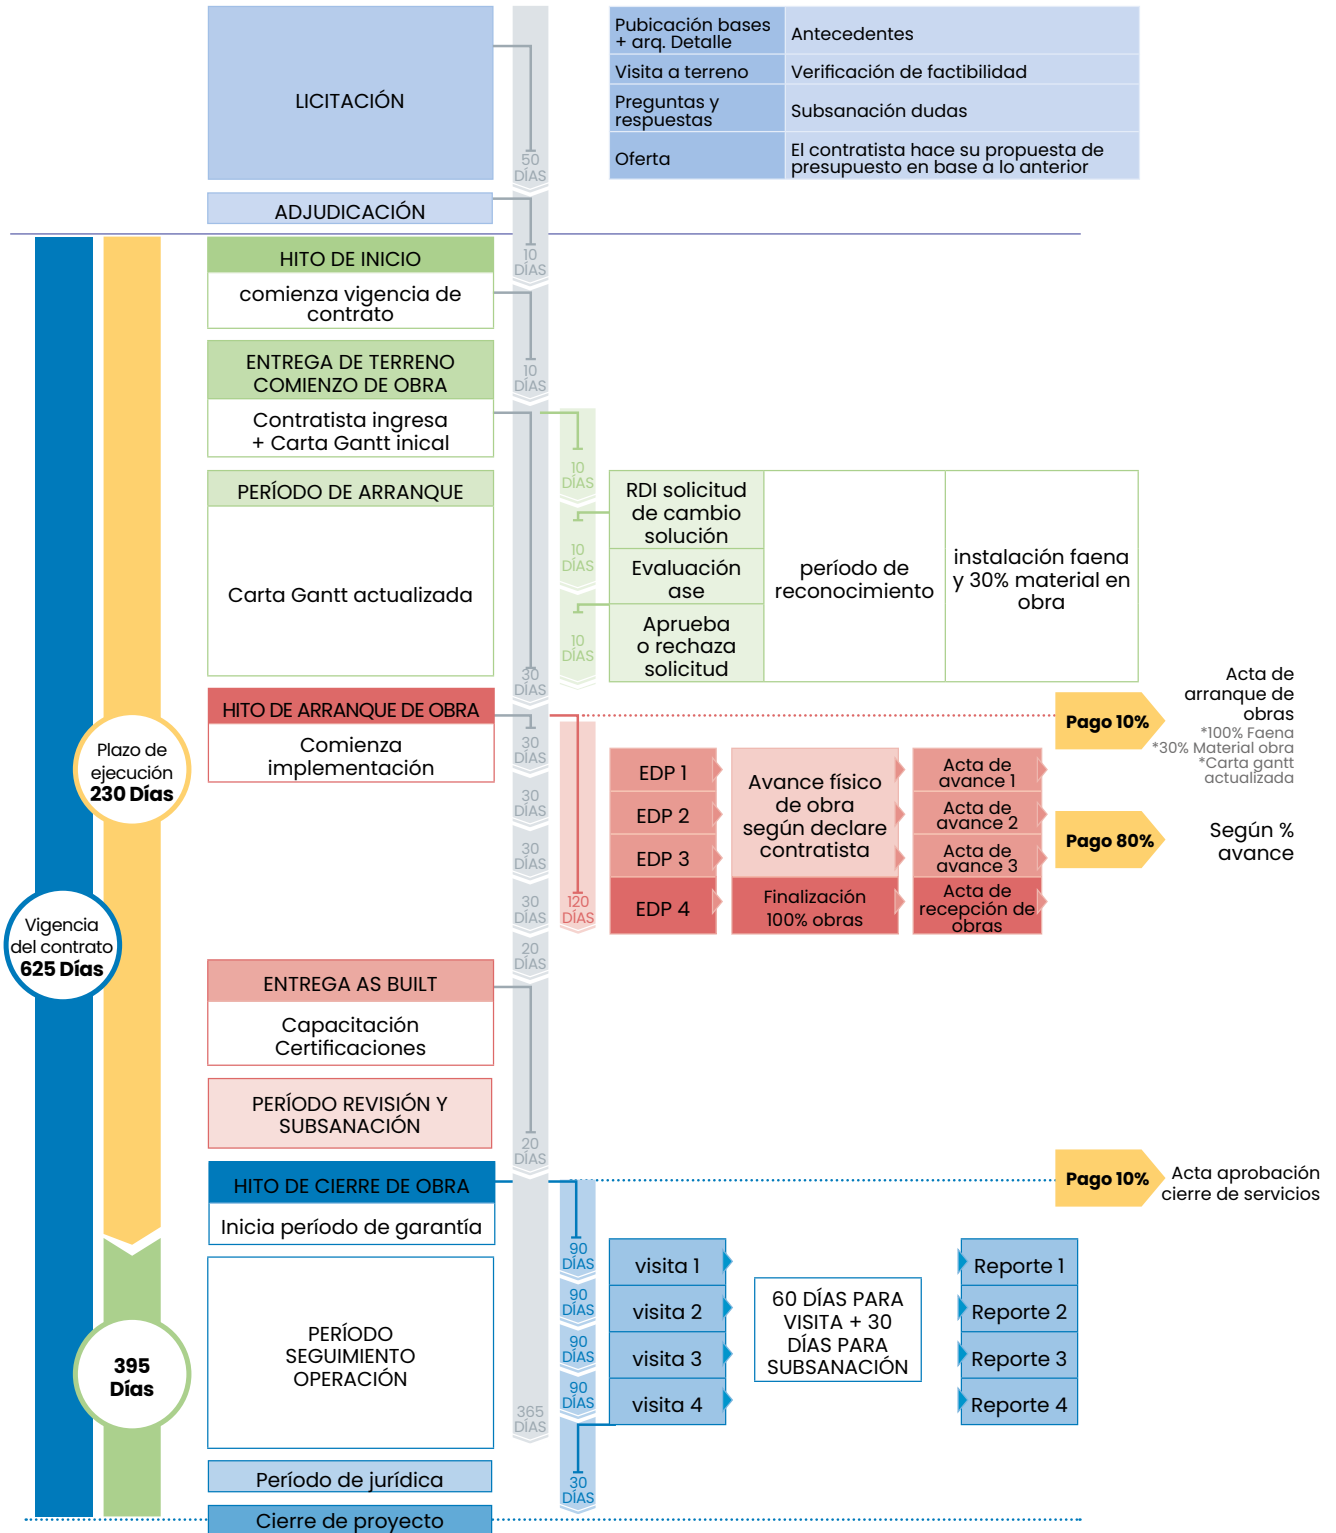 LICITACIÓN
50
DÍAS
Pubicación bases
+ arq. Detalle
Antecedentes
Visita a terreno
Verificación de factibilidad
Preguntas y
respuestas
Subsanación dudas
Oferta
El contratista hace su propuesta de
presupuesto en base a lo anterior
ADJUDICACIÓN
10
DÍAS
HITO DE INICIO
comienza vigencia de
contrato
10
DÍAS
ENTREGA DE TERRENO
COMIENZO DE OBRA
Contratista ingresa
+ Carta Gantt inical
PERÍODO DE ARRANQUE
Carta Gantt actualizada
30
DÍAS
10
DÍAS
10
DÍAS
10
DÍAS
RDI solicitud
de cambio
solución
Evaluación
ase
Aprueba
o rechaza
solicitud
período de
reconocimiento
instalación faena
y 30% material en
obra
HITO DE ARRANQUE DE OBRA
Comienza
implementación
30
DÍAS
30
DÍAS
30
DÍAS
30
DÍAS
20
DÍAS
120
DÍAS
Pago 10%
Acta de
arranque de
obras
*100% Faena
*30% Material obra
*Carta gantt
actualizada
EDP 1
EDP 2
EDP 3
EDP 4
Avance físico
de obra
según declare
contratista
Finalización
100% obras
Acta de
avance 1
Acta de
avance 2
Acta de
avance 3
Acta de
recepción de
obras
Pago 80%
Según %
avance
Plazo de
ejecución
230 Días
Vigencia
del contrato
625 Días
ENTREGA AS BUILT
Capacitación
Certificaciones
PERÍODO REVISIÓN Y
SUBSANACIÓN
20
DÍAS
HITO DE CIERRE DE OBRA
Inicia período de garantía
Pago 10%
Acta aprobación
cierre de servicios
PERÍODO
SEGUIMIENTO
OPERACIÓN
365
DÍAS
90
DÍAS
90
DÍAS
90
DÍAS
90
DÍAS
30
DÍAS
visita 1
visita 2
visita 3
visita 4
60 DÍAS PARA
VISITA + 30
DÍAS PARA
SUBSANACIÓN
Reporte 1
Reporte 2
Reporte 3
Reporte 4
395
Días
Período de jurídica
Cierre de proyecto